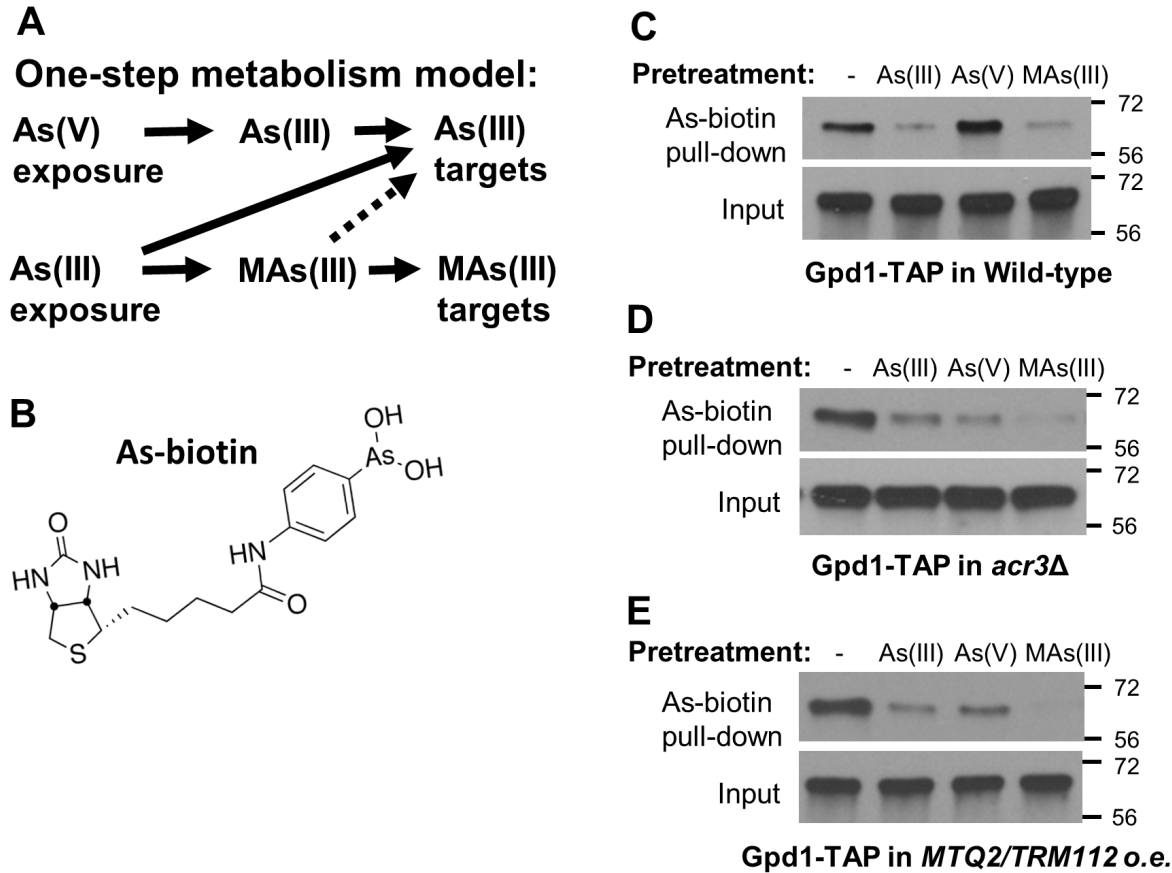 A
One-step metabolism model:
As(V) As(III) As(III)
exposure targets
As(III) MAs(III) MAs(III)
exposure targets
B
As-biotin
OH
As OH
O
HN NH
HN
O
S
C
Pretreatment: - As(III) As(V) MAs(III)
72
As-biotin
pull-down
56
72
Input
56
Gpd1-TAP in Wild-type
D
Pretreatment: - As(III) As(V) MAs(III)
72
As-biotin
pull-down
56
72
Input
56
Gpd1-TAP in acr3Δ
E
Pretreatment: - As(III) As(V) MAs(III)
72
As-biotin
pull-down
56
72
Input
56
Gpd1-TAP in MTQ2/TRM112 o.e.